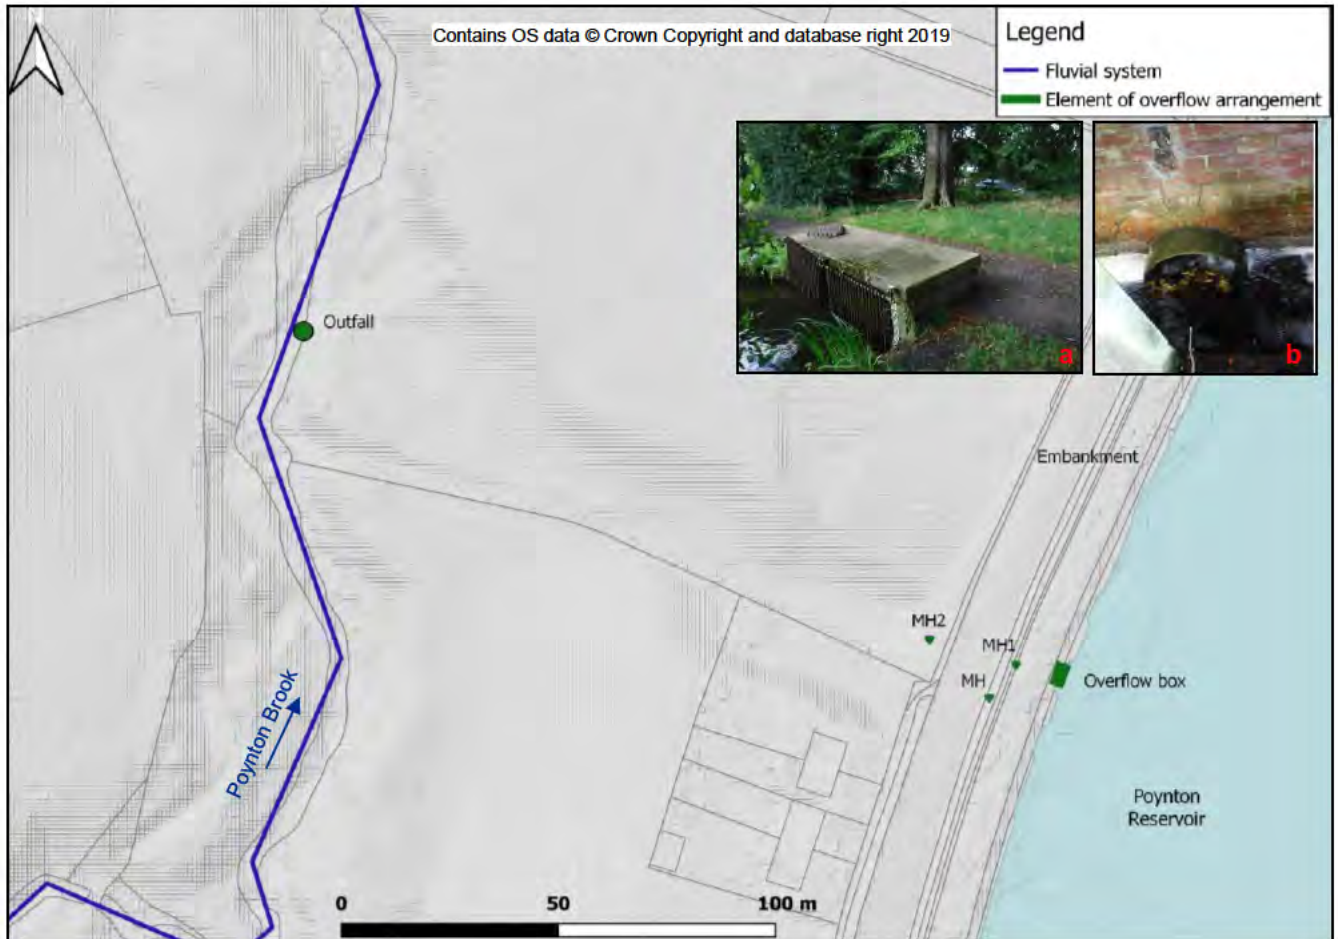 Contains OS data © Crown Copyright and database right 2019
Legend
Fluvial system
Element of overflow arrangement
a
b
Outfall
Embankment
MH2
MH1
MH
Overflow box
Poynton Brook
Poynton
Reservoir
0 50 100 m